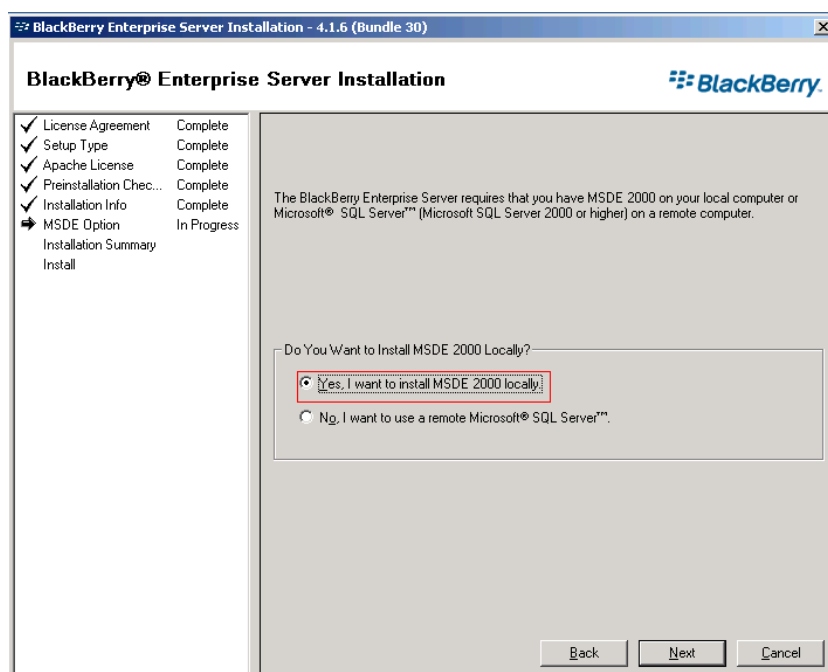 BlackBerry Enterprise Server Installation - 4.1.6 (Bundle 30)
BlackBerry® Enterprise Server Installation
BlackBerry.
License Agreement Complete
Setup Type Complete
Apache License Complete
Preinstallation Chec... Complete
Installation Info Complete
MSDE Option In Progress
Installation Summary
Install
The BlackBerry Enterprise Server requires that you have MSDE 2000 on your local computer or
Microsoft® SQL Server™ (Microsoft SQL Server 2000 or higher) on a remote computer.
Do You Want to Install MSDE 2000 Locally?
Yes, I want to install MSDE 2000 locally.
No, I want to use a remote Microsoft® SQL Server™.
Back Next Cancel